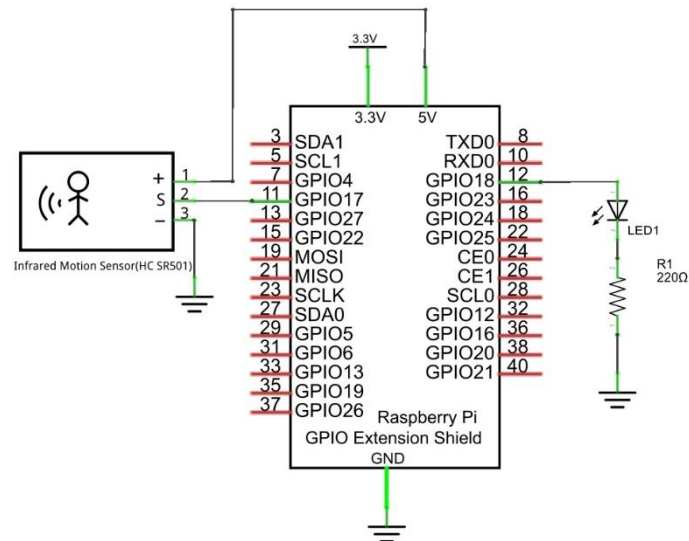 3.3V
3.3V 5V
3 SDA1 TXD0 8
5 SCL1 RXD0 10
7 GPIO4 GPIO18 12
11 GPIO17 GPIO23 16
13 GPIO27 GPIO24 18
15 GPIO22 GPIO25 22
19 MOSI CE0 24
21 MISO CE1 26
23 SCLK SCL0 28
27 SDA0 GPIO12 32
29 GPIO5 GPIO16 36
31 GPIO6 GPIO20 38
33 GPIO13 GPIO21 40
35 GPIO19
37 GPIO26
Raspberry Pi
GPIO Extension Shield
GND
+ 1
S 2
− 3
Infrared Motion Sensor(HC SR501)
LED1
R1
220Ω